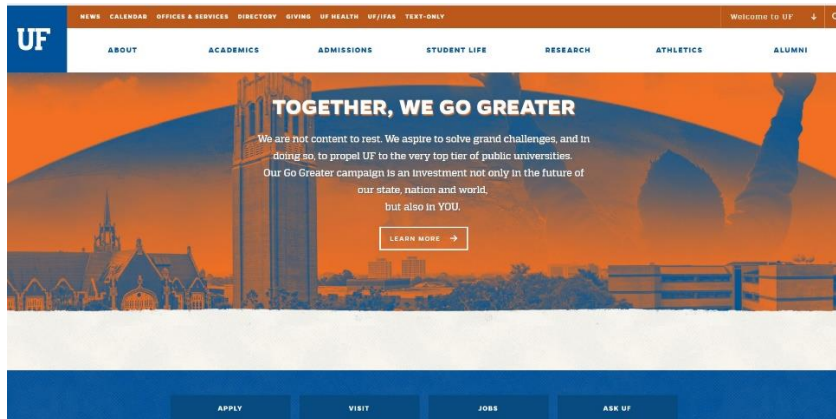 NEWS CALENDAR OFFICES & SERVICES DIRECTORY GIVING UF HEALTH UF/IFAS TEXT-ONLY Welcome to UF
UF
ABOUT ACADEMICS ADMISSIONS STUDENT LIFE RESEARCH ATHLETICS ALUMNI
TOGETHER, WE GO GREATER
We are not content to rest. We aspire to solve grand challenges, and in
doing so, to propel UF to the very top tier of public universities.
Our Go Greater campaign is an investment not only in the future of
our state, nation and world,
but also in YOU.
LEARN MORE →
APPLY VISIT JOBS ASK UF